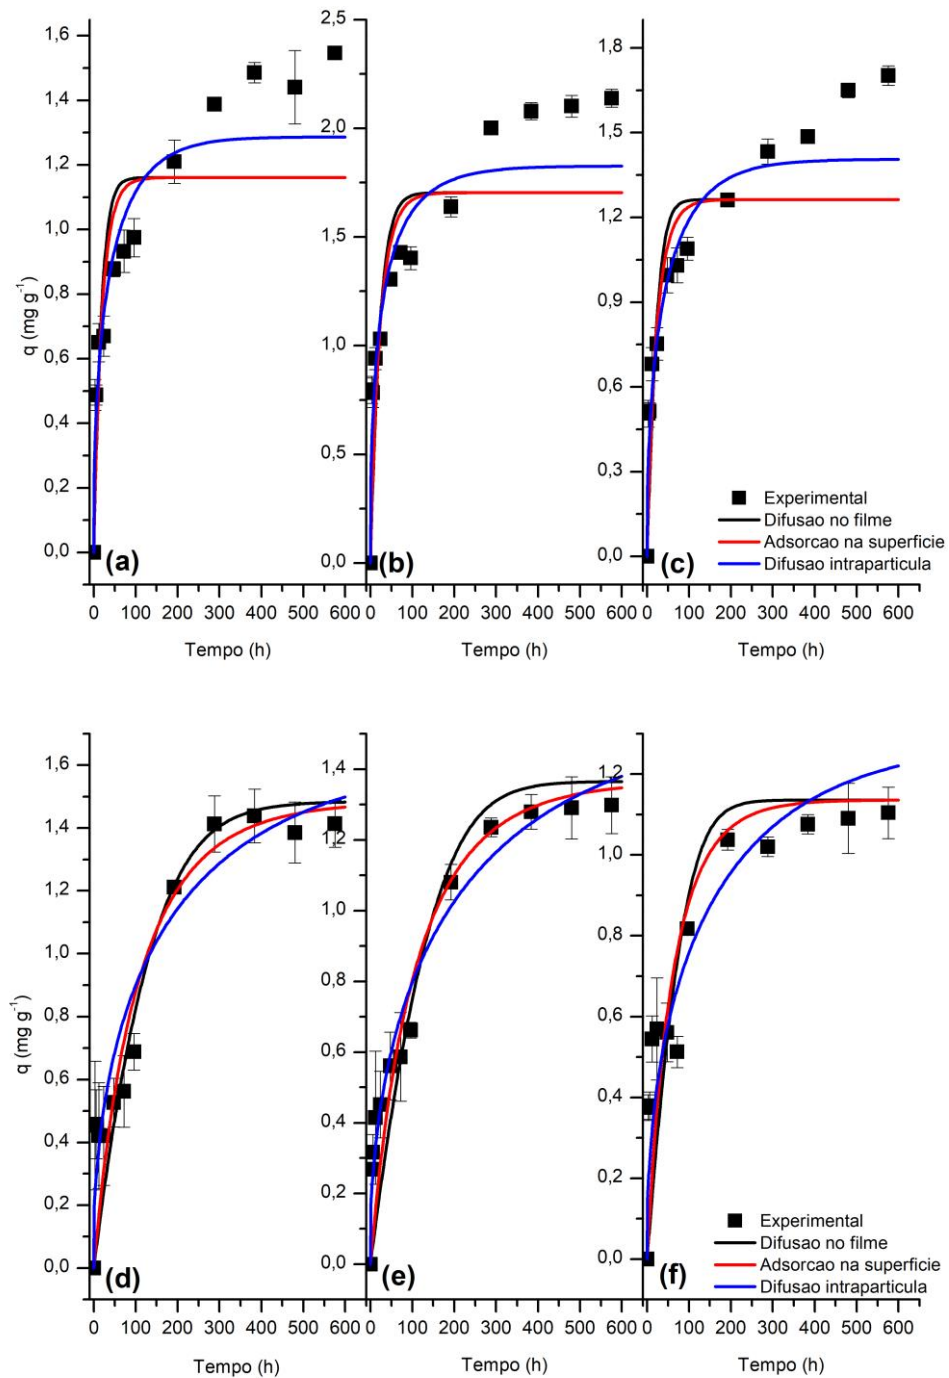 1,6
1,4
1,2
1,0
0,8
0,6
0,4
0,2
0,0
q (mg g-1)
(a)
0 100 200 300 400 500 600
Tempo (h)
2,5
2,0
1,5
1,0
0,5
0,0
(b)
0 100 200 300 400 500 600
Tempo (h)
1,8
1,5
1,2
0,9
0,6
0,3
0,0
(c)
Experimental
Difusao no filme
Adsorcao na superficie
Difusao intraparticula
0 100 200 300 400 500 600
Tempo (h)
1,6
1,4
1,2
1,0
0,8
0,6
0,4
0,2
0,0
q (mg g-1)
(d)
0 100 200 300 400 500 600
Tempo (h)
1,4
1,2
1,0
0,8
0,6
0,4
0,2
0,0
(e)
0 100 200 300 400 500 600
Tempo (h)
1,2
1,0
0,8
0,6
0,4
0,2
0,0
(f)
Experimental
Difusao no filme
Adsorcao na superficie
Difusao intraparticula
0 100 200 300 400 500 600
Tempo (h)